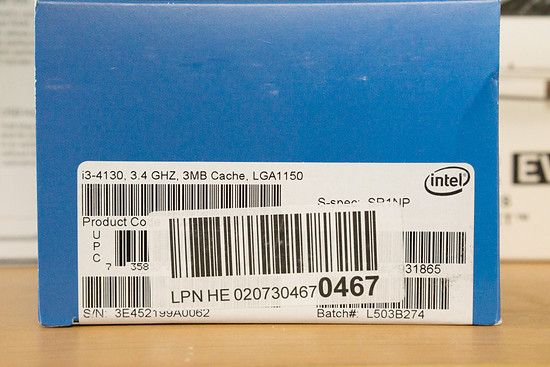 i3-4130, 3.4 GHZ, 3MB Cache, LGA1150
intel
S-spec: SR1NP
Product Co
UPC
7 358
31865
LPN HE 0207304670467
S/N: 3E452199A0062
Batch#: L503B274
E